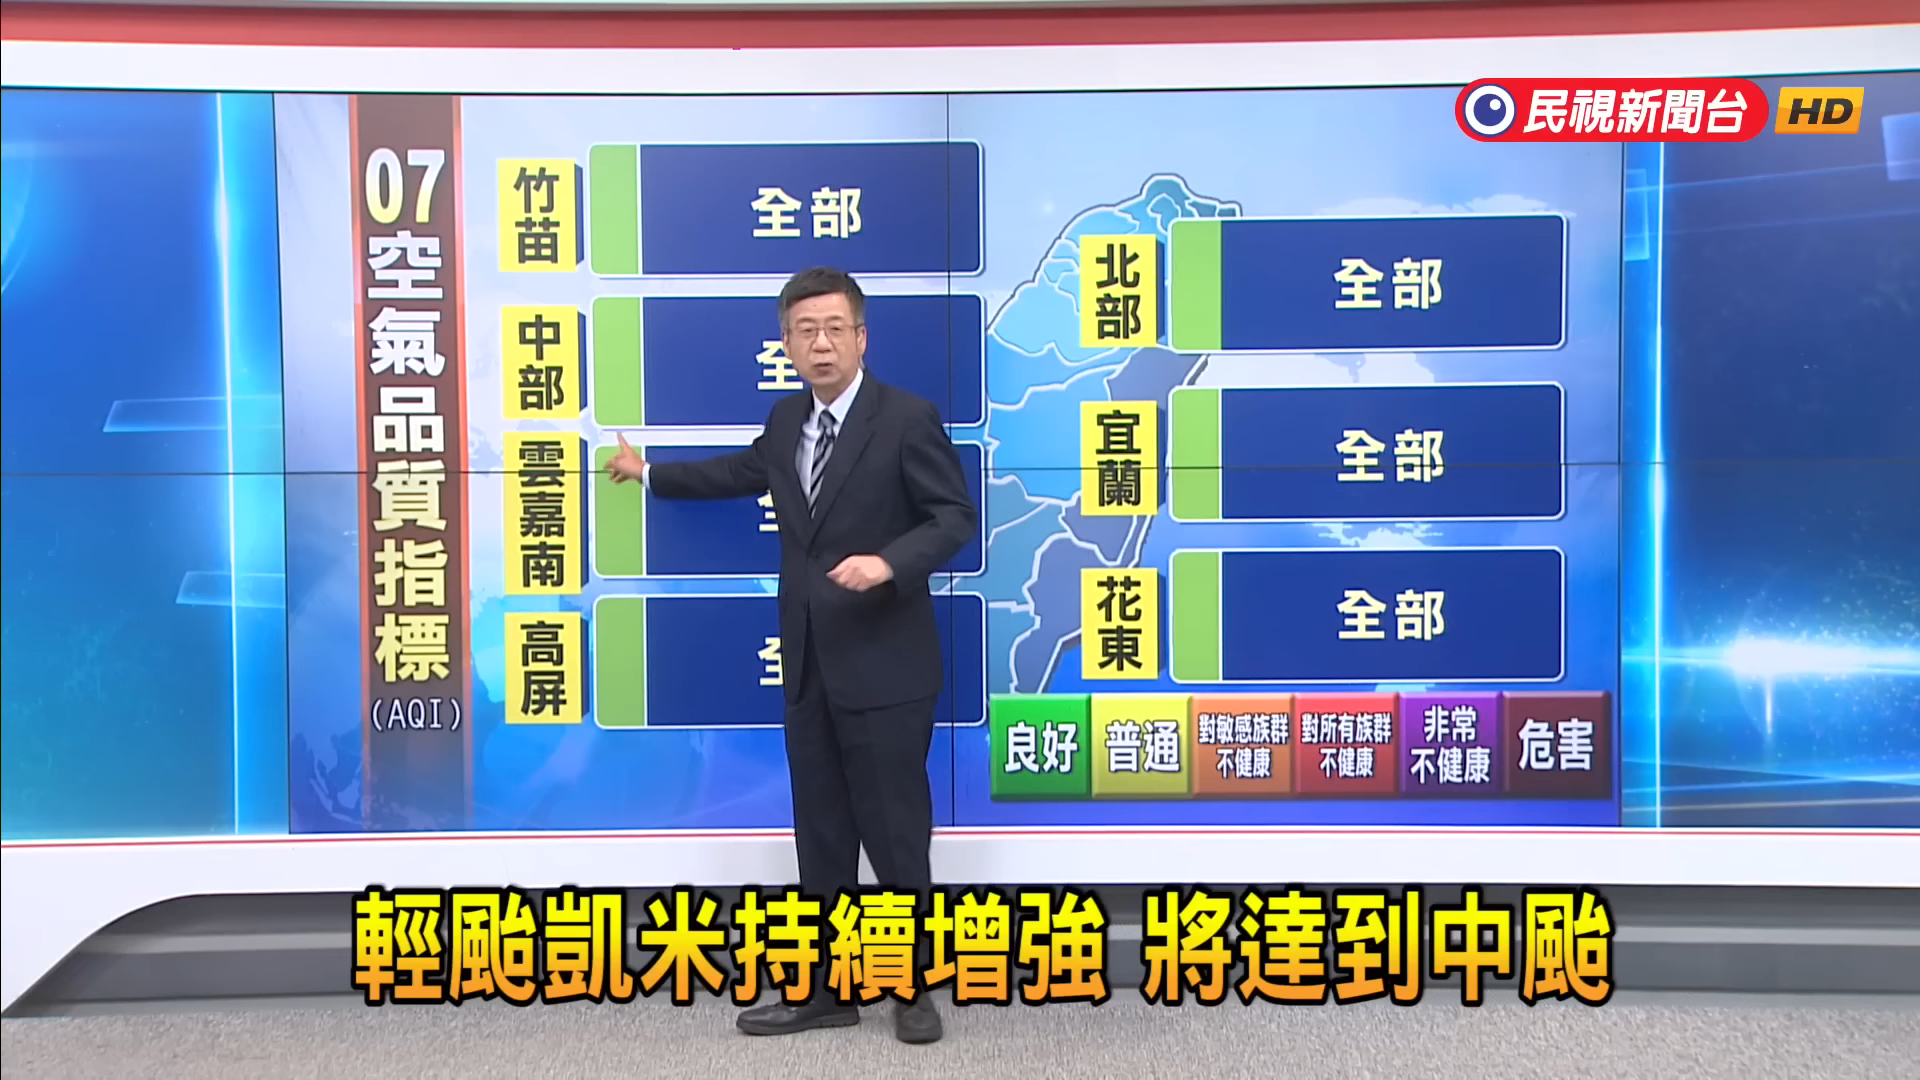 民視新聞台 HD
07空氣品質指標
(AQI)
竹苗
全部
中部
全
雲嘉南
高屏
北部
全部
宜蘭
全部
花東
全部
良好
普通
對敏感族群
不健康
對所有族群
不健康
非常
不健康
危害
輕颱凱米持續增強 將達到中颱